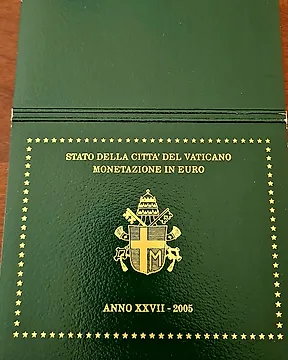 STATO DELLA CITTA' DEL VATICANO
MONETAZIONE IN EURO
M
ANNO XXVII - 2005